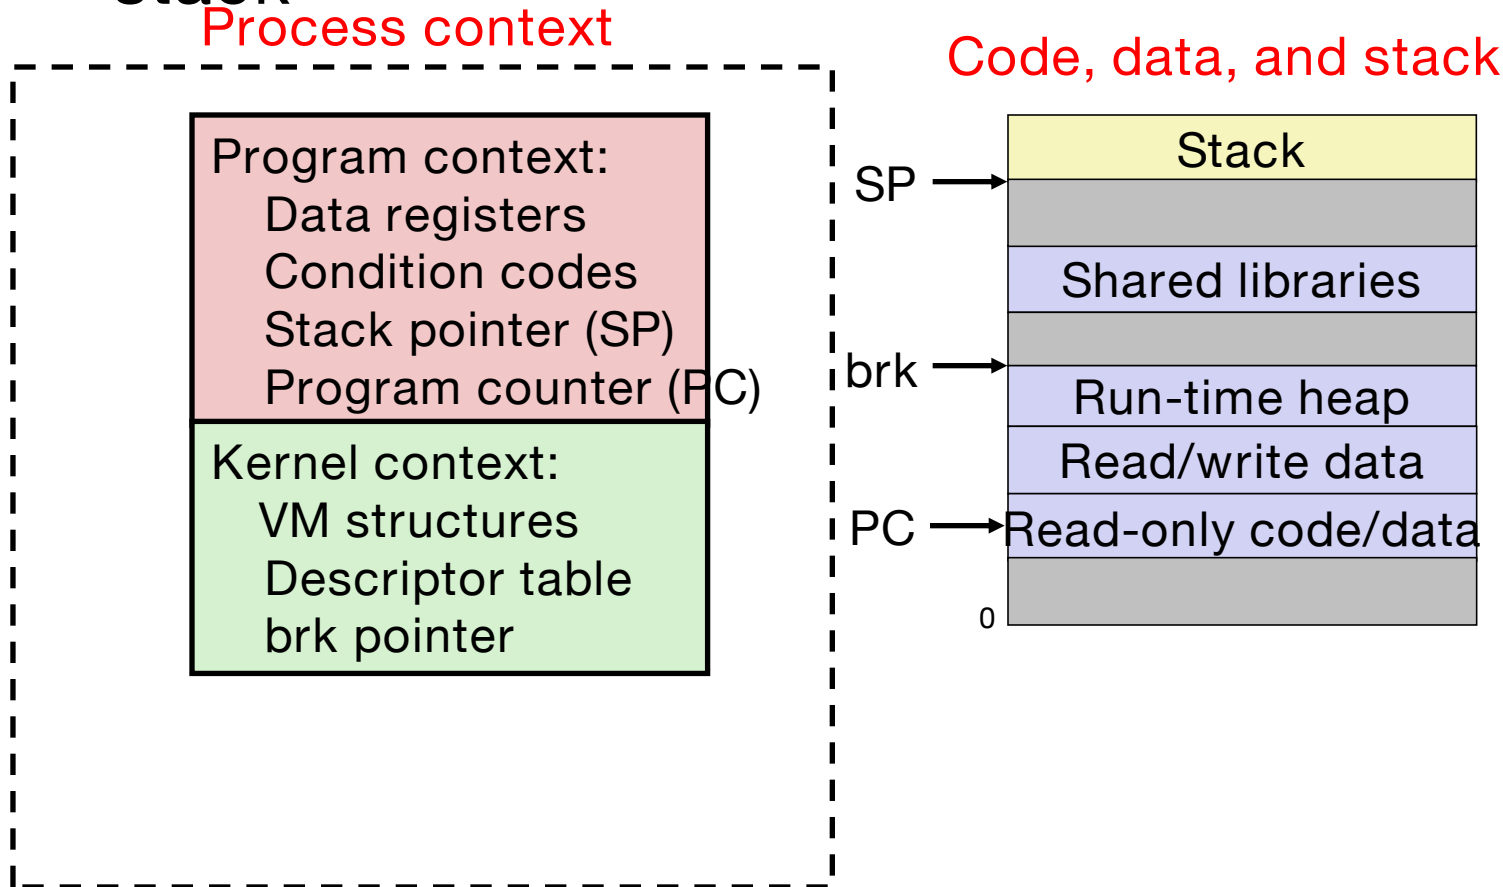 stack
Process context
Program context:
Data registers
Condition codes
Stack pointer (SP)
Program counter (PC)
Kernel context:
VM structures
Descriptor table
brk pointer
Code, data, and stack
Stack
SP
Shared libraries
brk
Run-time heap
Read/write data
PC
Read-only code/data
0